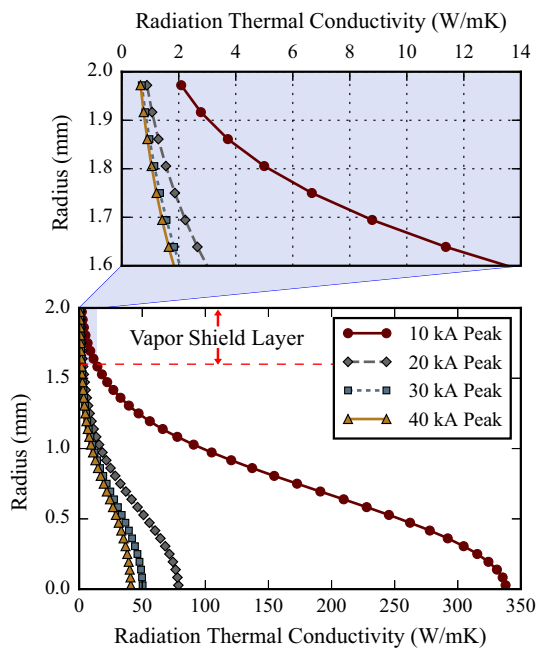 Radiation Thermal Conductivity (W/mK)
0 2 4 6 8 10 12 14
2.0
1.9
1.8
1.7
1.6
Radius (mm)
2.0
1.5
1.0
0.5
0.0
Radius (mm)
Vapor Shield Layer
10 kA Peak
20 kA Peak
30 kA Peak
40 kA Peak
0 50 100 150 200 250 300 350
Radiation Thermal Conductivity (W/mK)